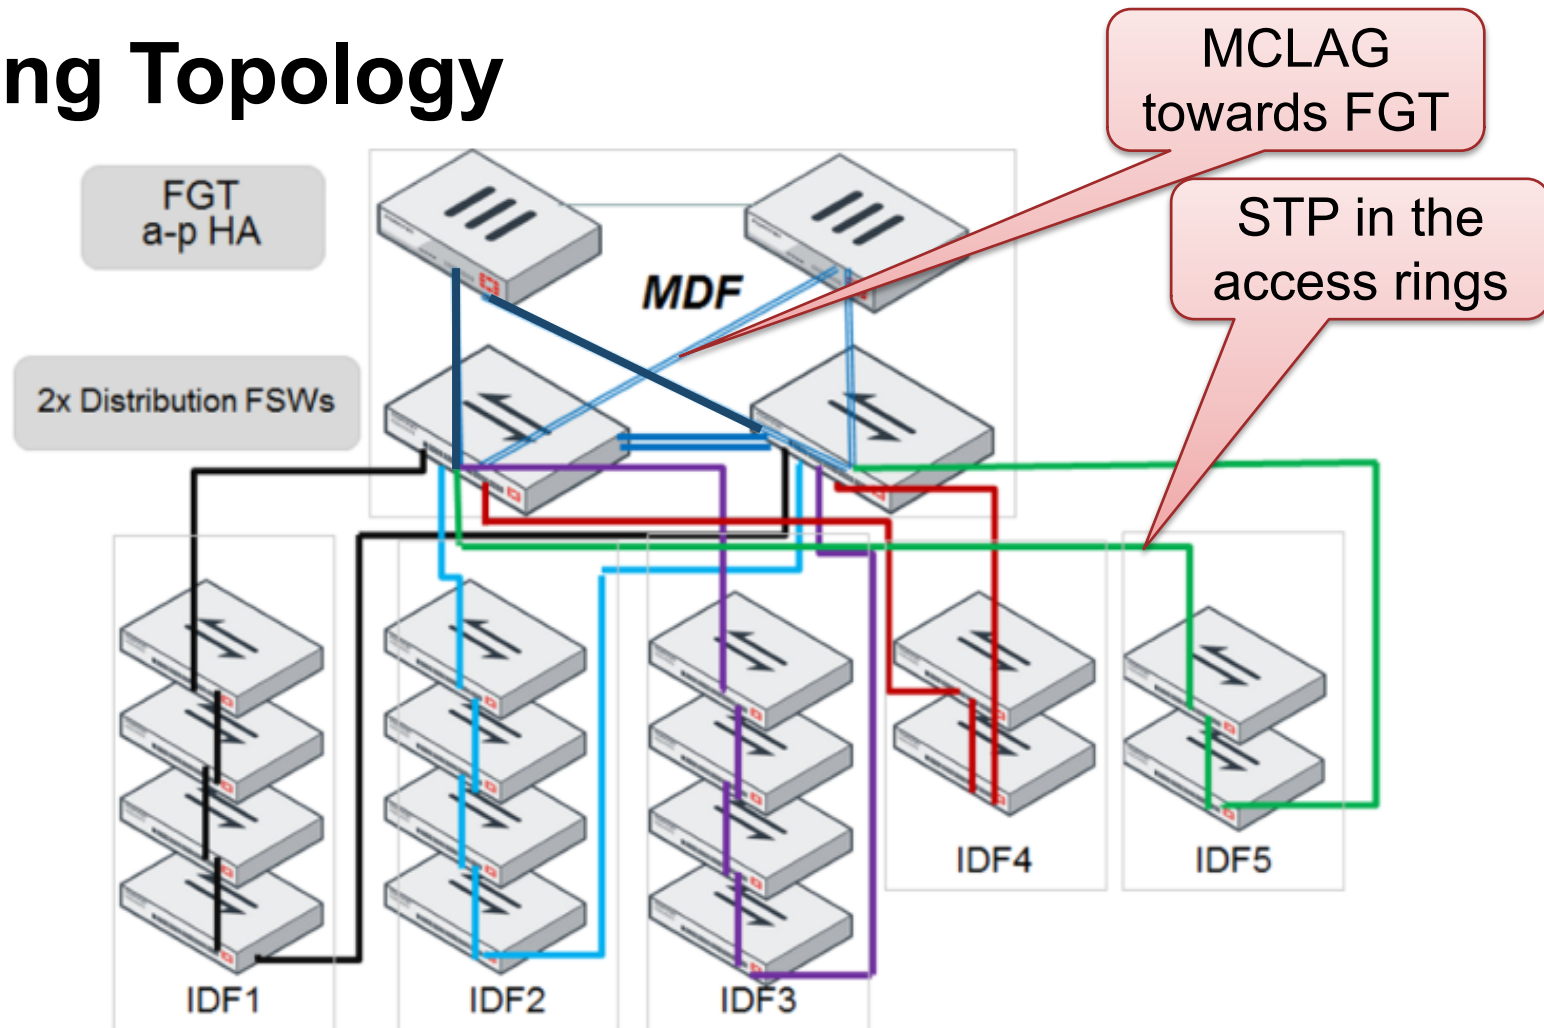 ng Topology
MCLAG
towards FGT
STP in the
access rings
FGT
a-p HA
MDF
2x Distribution FSWs
IDF4
IDF5
IDF1
IDF2
IDF3